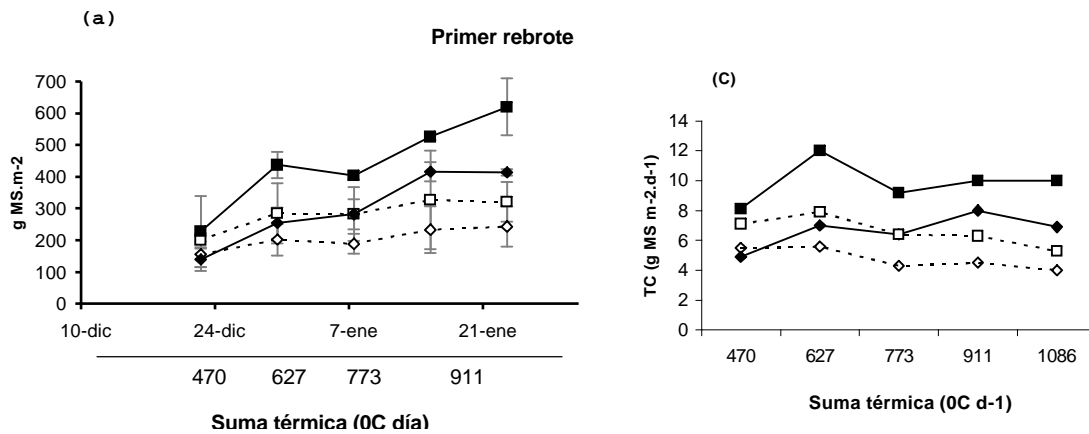 (a)
Primer rebrote
700
600
500
400
300
200
100
0
g MS.m-2
10-dic 24-dic 7-ene 21-ene
470 627 773 911
Suma térmica (0C día)
(C)
14
12
10
8
6
4
2
0
TC (g MS m-2.d-1)
470 627 773 911 1086
Suma térmica (0C d-1)